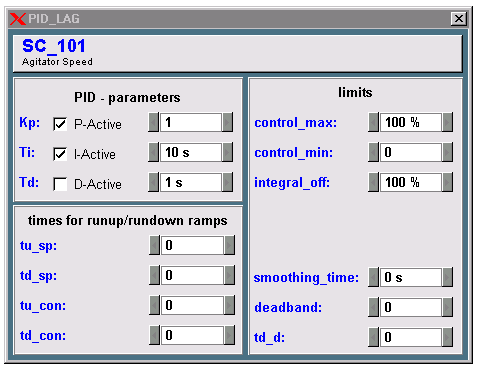 PID_LAG
SC_101
Agitator Speed
PID - parameters
Kp: P-Active 1
Ti: I-Active 10 s
Td: D-Active 1 s
times for runup/rundown ramps
tu_sp: 0
td_sp: 0
tu_con: 0
td_con: 0
limits
control_max: 100 %
control_min: 0
integral_off: 100 %
smoothing_time: 0 s
deadband: 0
td_d: 0